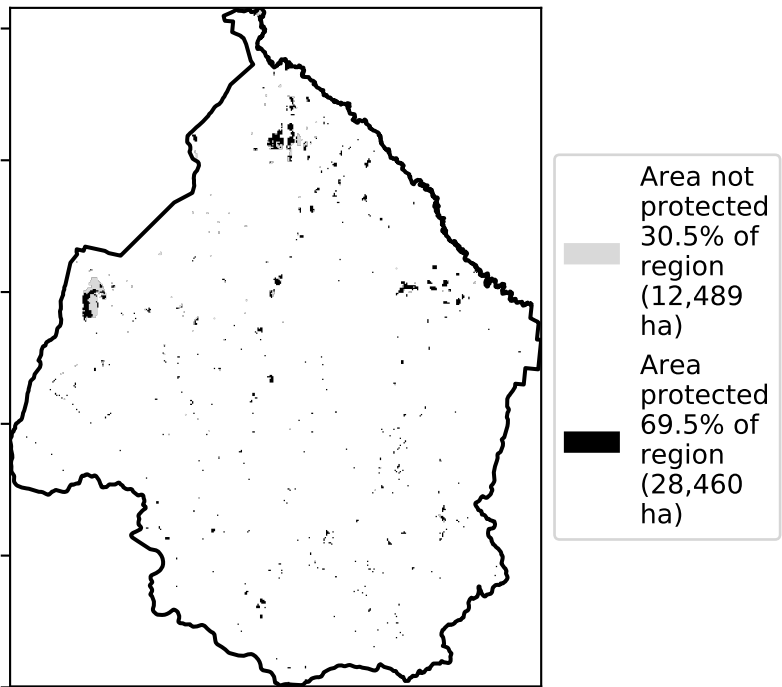 Area not
protected
30.5% of
region
(12,489
ha)
Area
protected
69.5% of
region
(28,460
ha)